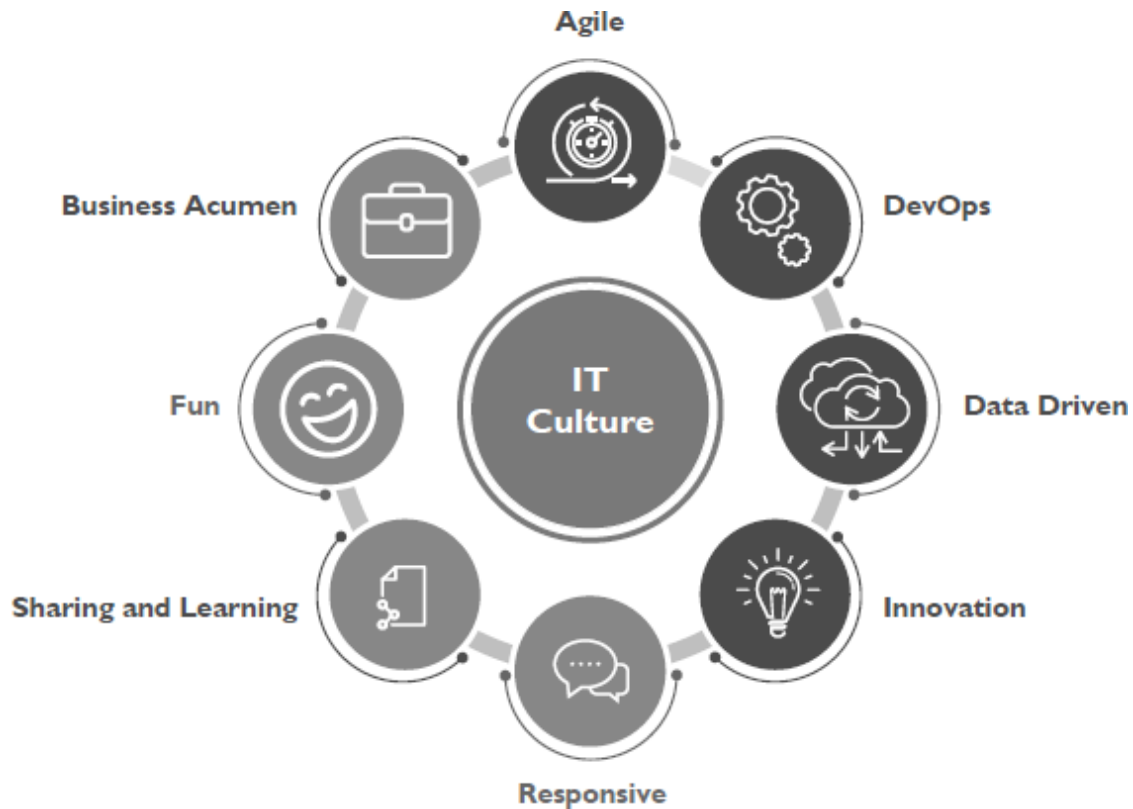 Agile
Business Acumen
DevOps
IT
Culture
Fun
Data Driven
Sharing and Learning
Innovation
Responsive